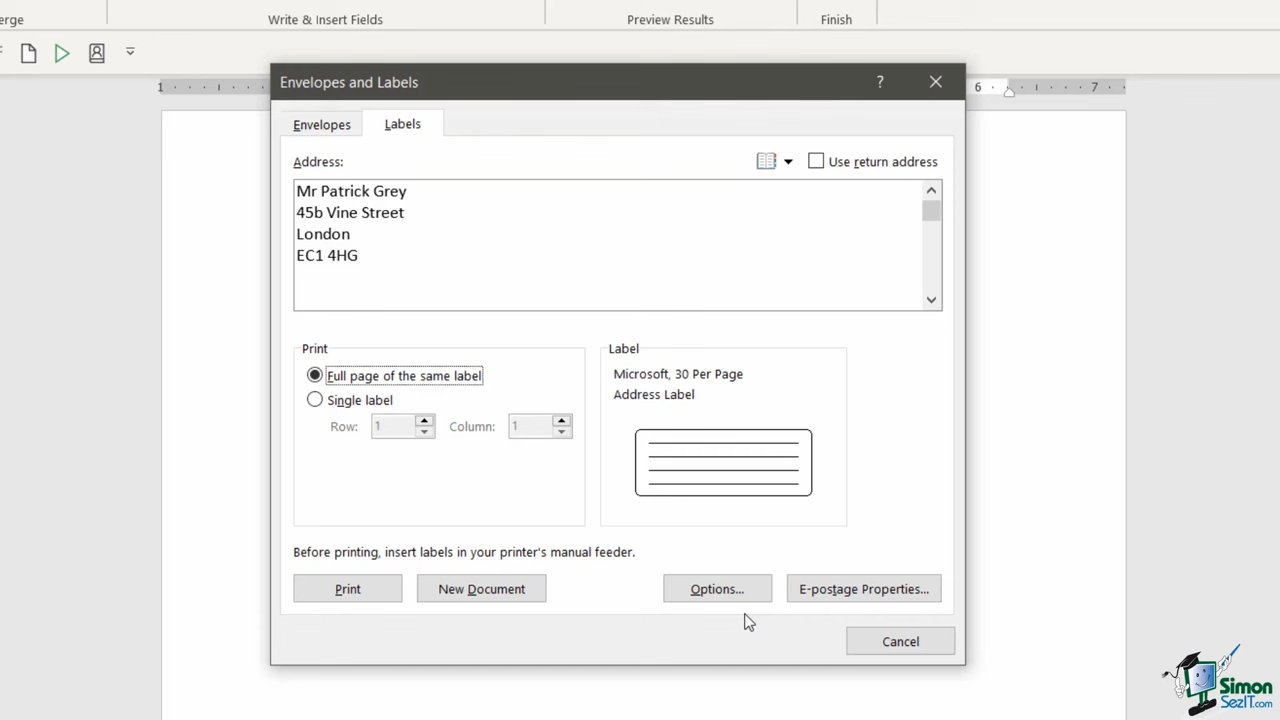 erge
Write & Insert Fields
Preview Results
Finish
1
6
7
Envelopes and Labels
?
Envelopes
Labels
Address:
Use return address
Mr Patrick Grey
45b Vine Street
London
EC1 4HG
Print
Full page of the same label
Single label
Row: 1 Column: 1
Label
Microsoft, 30 Per Page
Address Label
Before printing, insert labels in your printer's manual feeder.
Print
New Document
Options...
E-postage Properties...
Cancel
Simon
SezIT.com